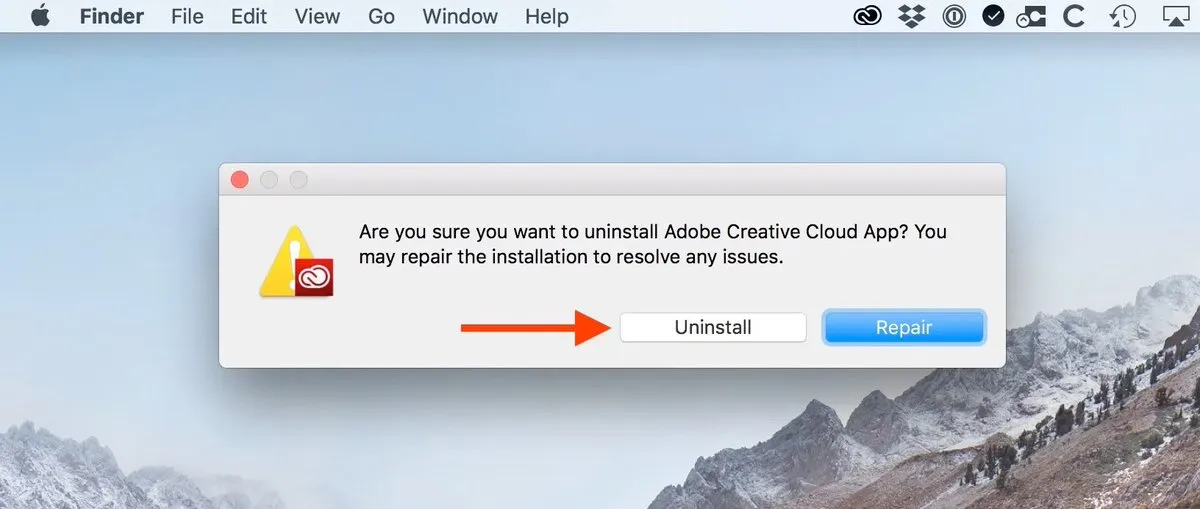 Finder File Edit View Go Window Help
Are you sure you want to uninstall Adobe Creative Cloud App? You
may repair the installation to resolve any issues.
Uninstall Repair